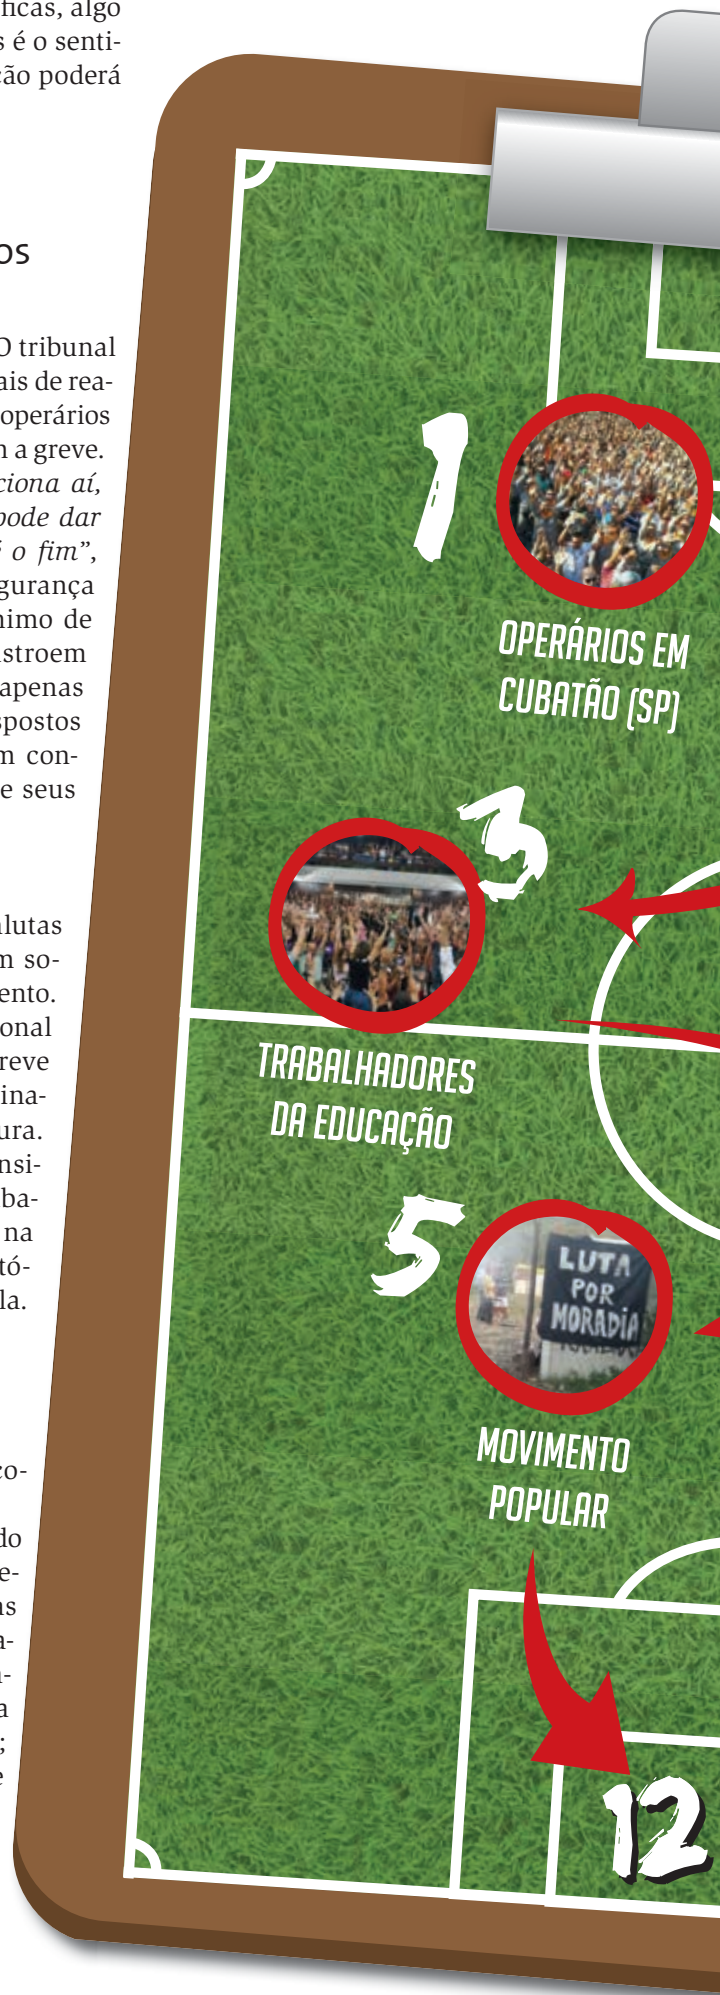 ficas, algo
s é o senti-
ção poderá
os
O tribunal
ais de rea-
operários
m a greve.
ciona aí,
pode dar
é o fim",
gurança
nimo de
stroem
apenas
spostos
m con-
e seus
lutas
m so-
ento.
onal
reve
ina-
ura.
nsi-
ba-
na
tó-
la.
co-
do
e-
ns
a-
a
;
e
1
OPERÁRIOS EM
CUBATÃO (SP)
3
TRABALHADORES
DA EDUCAÇÃO
5
LUTA
POR
MORADIA
MOVIMENTO
POPULAR
12